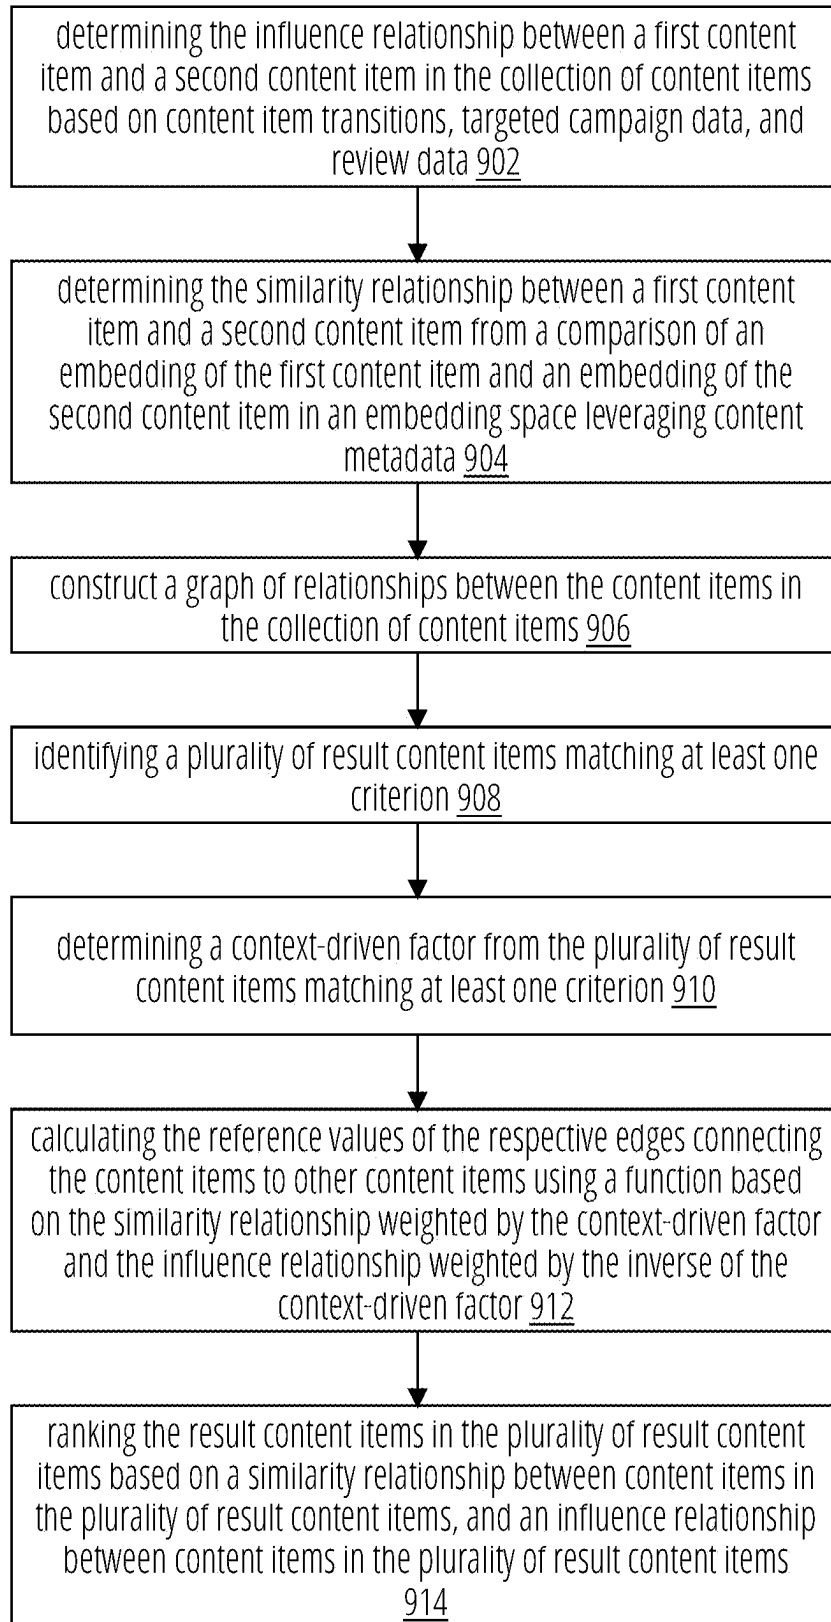 determining the influence relationship between a first content
item and a second content item in the collection of content items
based on content item transitions, targeted campaign data, and
review data 902
determining the similarity relationship between a first content
item and a second content item from a comparison of an
embedding of the first content item and an embedding of the
second content item in an embedding space leveraging content
metadata 904
construct a graph of relationships between the content items in
the collection of content items 906
identifying a plurality of result content items matching at least one
criterion 908
determining a context-driven factor from the plurality of result
content items matching at least one criterion 910
calculating the reference values of the respective edges connecting
the content items to other content items using a function based
on the similarity relationship weighted by the context-driven factor
and the influence relationship weighted by the inverse of the
context-driven factor 912
ranking the result content items in the plurality of result content
items based on a similarity relationship between content items in
the plurality of result content items, and an influence relationship
between content items in the plurality of result content items
914